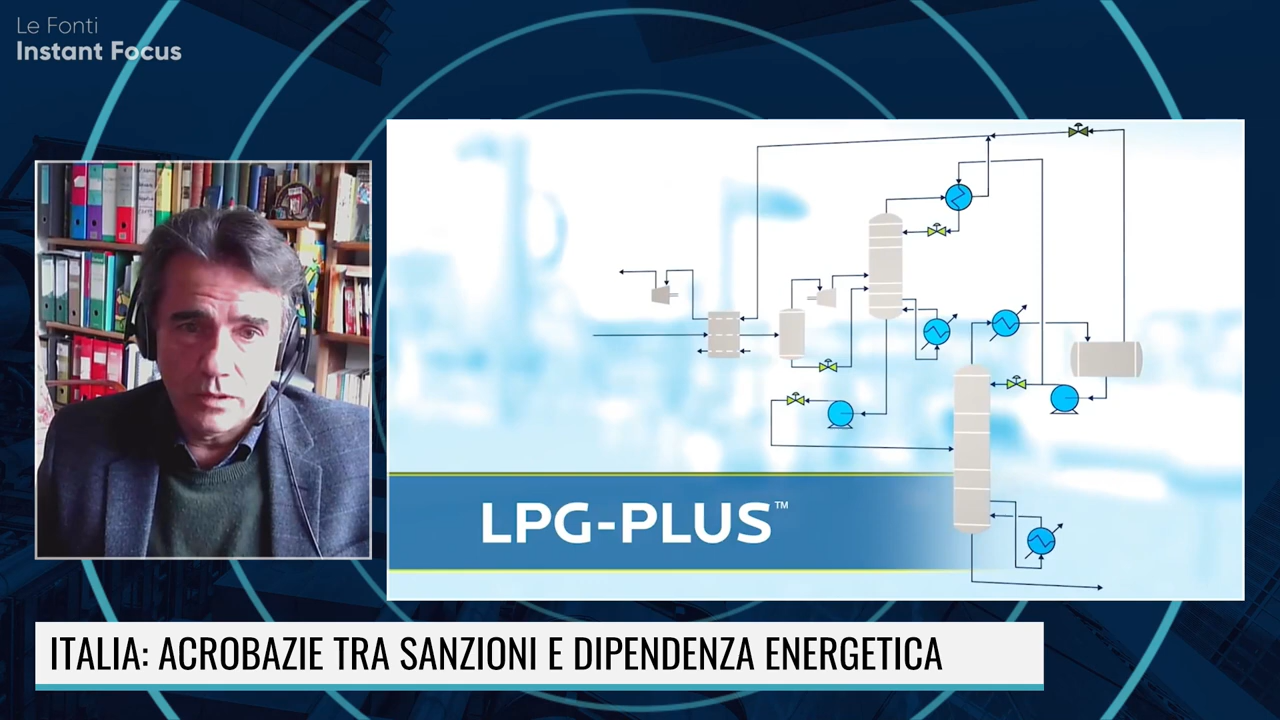 Le Fonti
Instant Focus
LPG-PLUS™
ITALIA: ACROBAZIE TRA SANZIONI E DIPENDENZA ENERGETICA